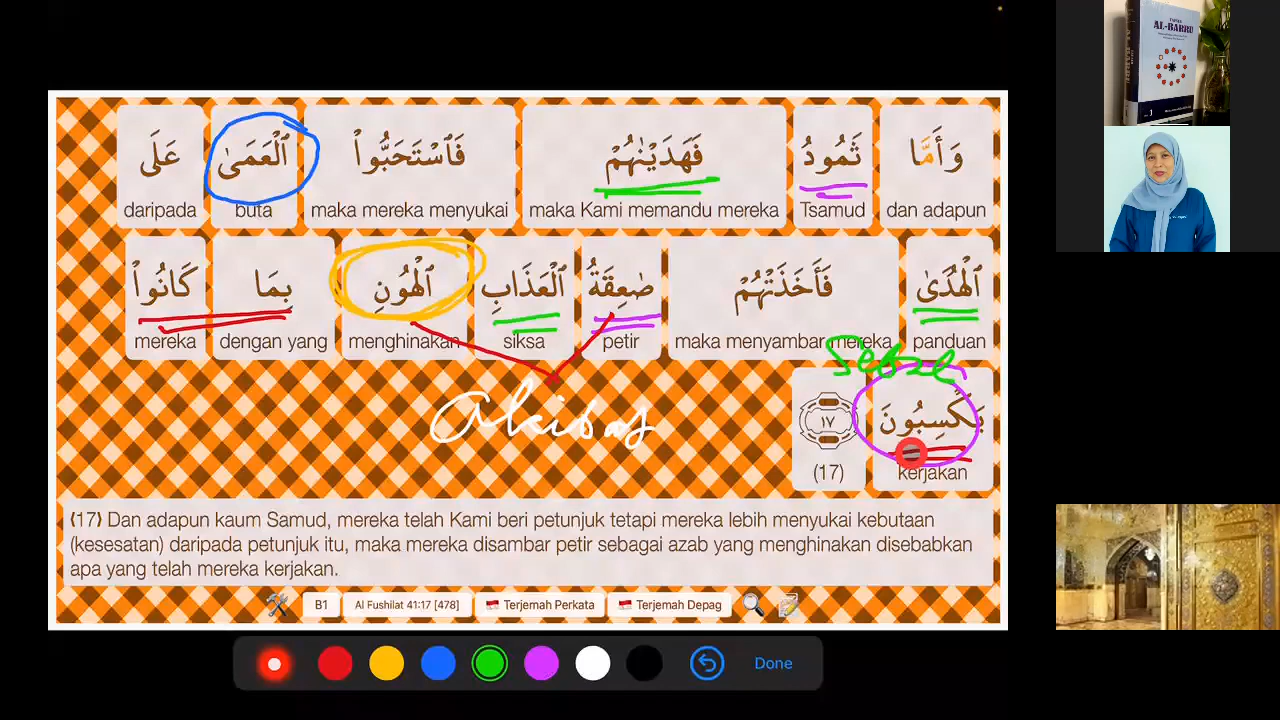 وَأَمَّا ثَمُودُ فَهَدَيْنَٰهُمْ فَٱسْتَحَبُّوا۟ ٱلْعَمَىٰ عَلَى
dan adapun Tsamud maka Kami memandu mereka maka mereka menyukai buta daripada
ٱلْهُدَىٰ فَأَخَذَتْهُمْ صَٰعِقَةُ ٱلْعَذَابِ ٱلْهُونِ بِمَا كَانُوا۟
panduan maka menyambar mereka petir siksa menghinakan dengan yang mereka
يَكْسِبُونَ ١٧
kerjakan (17)
(17) Dan adapun kaum Samud, mereka telah Kami beri petunjuk tetapi mereka lebih menyukai kebutaan
(kesesatan) daripada petunjuk itu, maka mereka disambar petir sebagai azab yang menghinakan disebabkan
apa yang telah mereka kerjakan.
B1 Al Fushilat 41:17 [478] Terjemah Perkata Terjemah Depag
Done
AL-BARRU